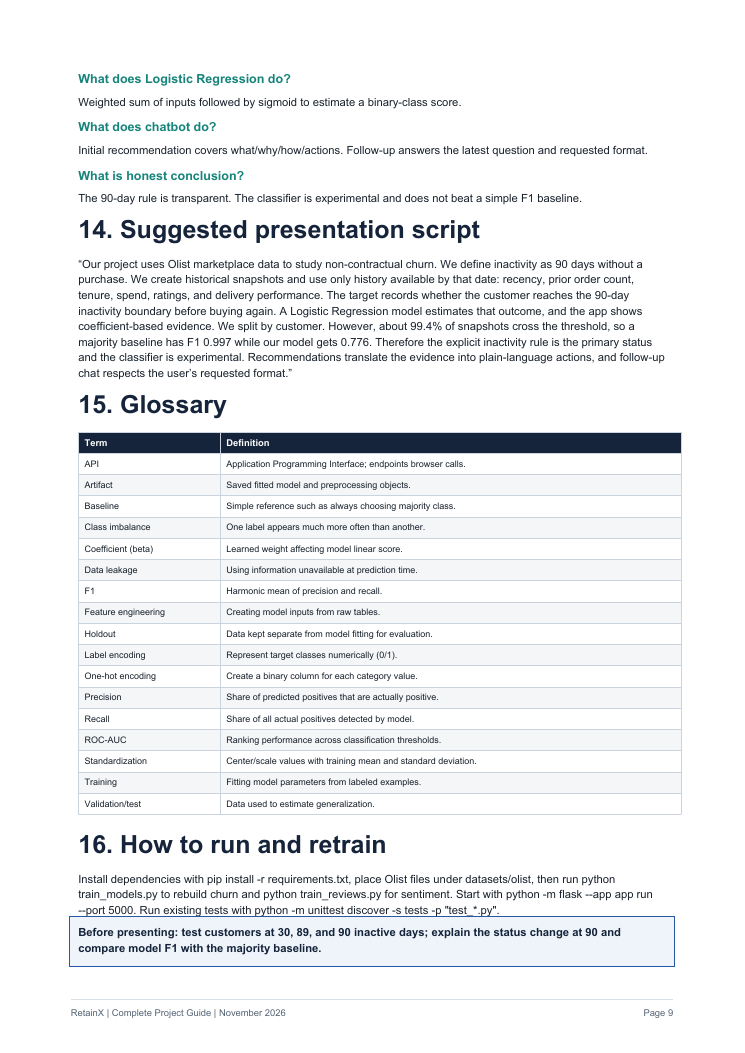 What does Logistic Regression do?
Weighted sum of inputs followed by sigmoid to estimate a binary-class score.
What does chatbot do?
Initial recommendation covers what/why/how/actions. Follow-up answers the latest question and requested format.
What is honest conclusion?
The 90-day rule is transparent. The classifier is experimental and does not beat a simple F1 baseline.
14. Suggested presentation script
“Our project uses Olist marketplace data to study non-contractual churn. We define inactivity as 90 days without a
purchase. We create historical snapshots and use only history available by that date: recency, prior order count,
tenure, spend, ratings, and delivery performance. The target records whether the customer reaches the 90-day
inactivity boundary before buying again. A Logistic Regression model estimates that outcome, and the app shows
coefficient-based evidence. We split by customer. However, about 99.4% of snapshots cross the threshold, so a
majority baseline has F1 0.997 while our model gets 0.776. Therefore the explicit inactivity rule is the primary status
and the classifier is experimental. Recommendations translate the evidence into plain-language actions, and follow-up
chat respects the user’s requested format.”
15. Glossary
Term Definition
API Application Programming Interface; endpoints browser calls.
Artifact Saved fitted model and preprocessing objects.
Baseline Simple reference such as always choosing majority class.
Class imbalance One label appears much more often than another.
Coefficient (beta) Learned weight affecting model linear score.
Data leakage Using information unavailable at prediction time.
F1 Harmonic mean of precision and recall.
Feature engineering Creating model inputs from raw tables.
Holdout Data kept separate from model fitting for evaluation.
Label encoding Represent target classes numerically (0/1).
One-hot encoding Create a binary column for each category value.
Precision Share of predicted positives that are actually positive.
Recall Share of all actual positives detected by model.
ROC-AUC Ranking performance across classification thresholds.
Standardization Center/scale values with training mean and standard deviation.
Training Fitting model parameters from labeled examples.
Validation/test Data used to estimate generalization.
16. How to run and retrain
Install dependencies with pip install -r requirements.txt, place Olist files under datasets/olist, then run python
train_models.py to rebuild churn and python train_reviews.py for sentiment. Start with python -m flask --app app run
--port 5000. Run existing tests with python -m unittest discover -s tests -p "test_*.py".
Before presenting: test customers at 30, 89, and 90 inactive days; explain the status change at 90 and
compare model F1 with the majority baseline.
RetainX | Complete Project Guide | November 2026 Page 9